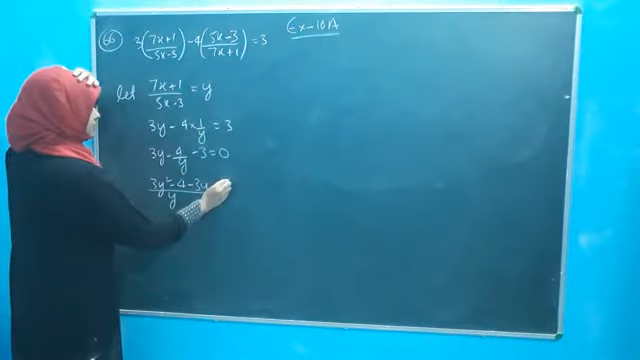 66 3(7x+1/5x-3) - 4(5x-3/7x+1) = 3
Ex-10A
let 7x+1/5x-3 = y
3y - 4 × 1/y = 3
3y - 4/y - 3 = 0
3y² - 4 - 3y/y